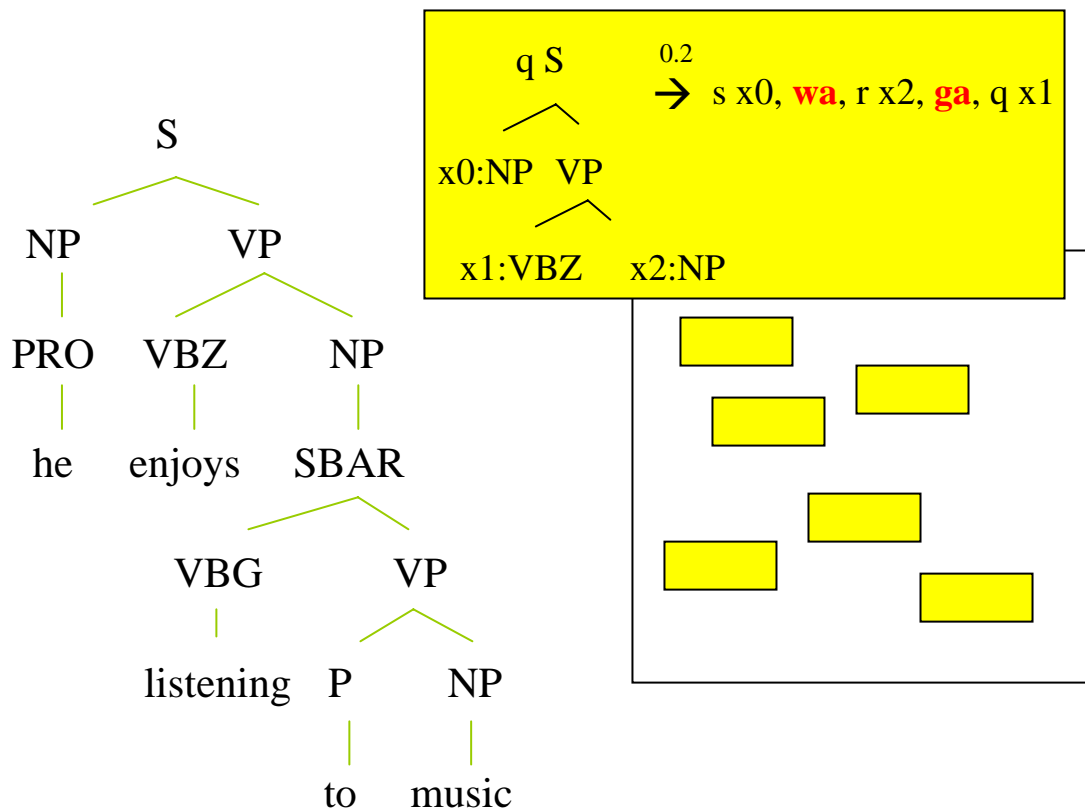 0.2
q S
→ s x0, wa, r x2, ga, q x1
S
x0:NP VP
NP VP
x1:VBZ x2:NP
PRO VBZ NP
he enjoys SBAR
VBG VP
listening P NP
to music